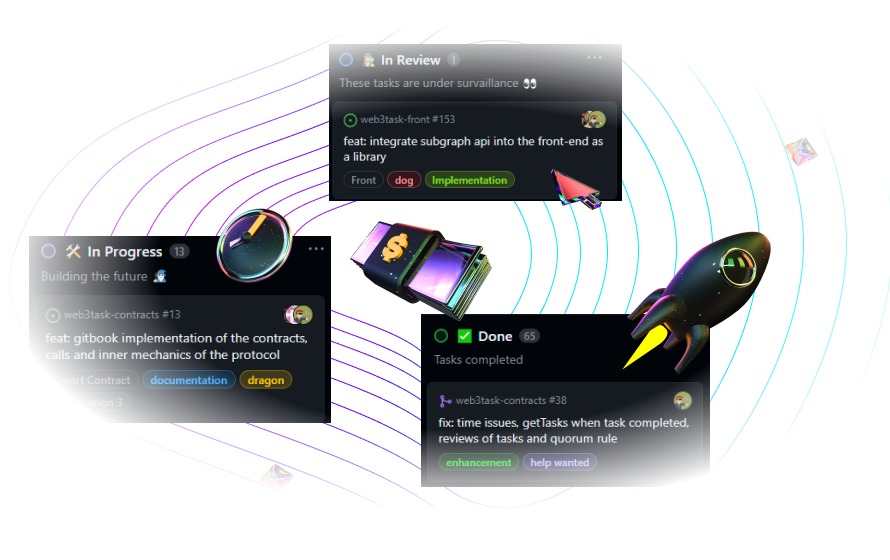 In Review 1
These tasks are under survaillance
web3task-front #153
feat: integrate subgraph api into the front-end as
a library
Front dog Implementation
In Progress 13
Building the future
web3task-contracts #13
feat: gitbook implementation of the contracts,
calls and inner mechanics of the protocol
Contract documentation dragon
3
$
Done 65
Tasks completed
web3task-contracts #38
fix: time issues, getTasks when task completed,
reviews of tasks and quorum rule
enhancement help wanted